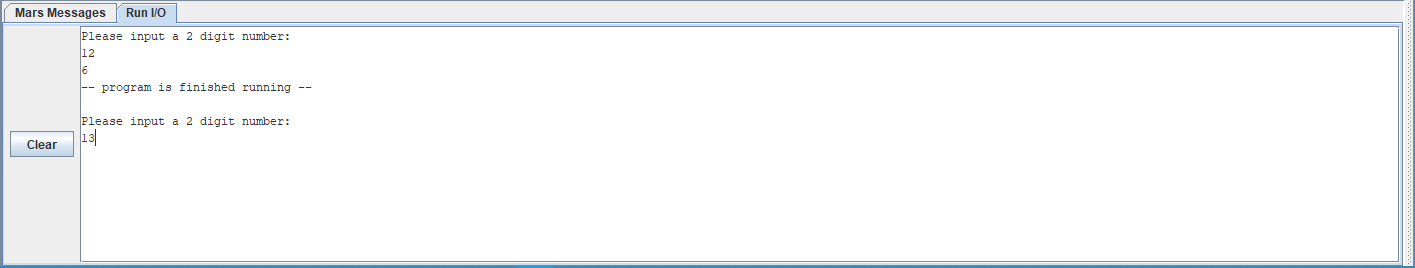 Mars Messages Run I/O
Please input a 2 digit number:
12
6
-- program is finished running --
Please input a 2 digit number:
13
Clear